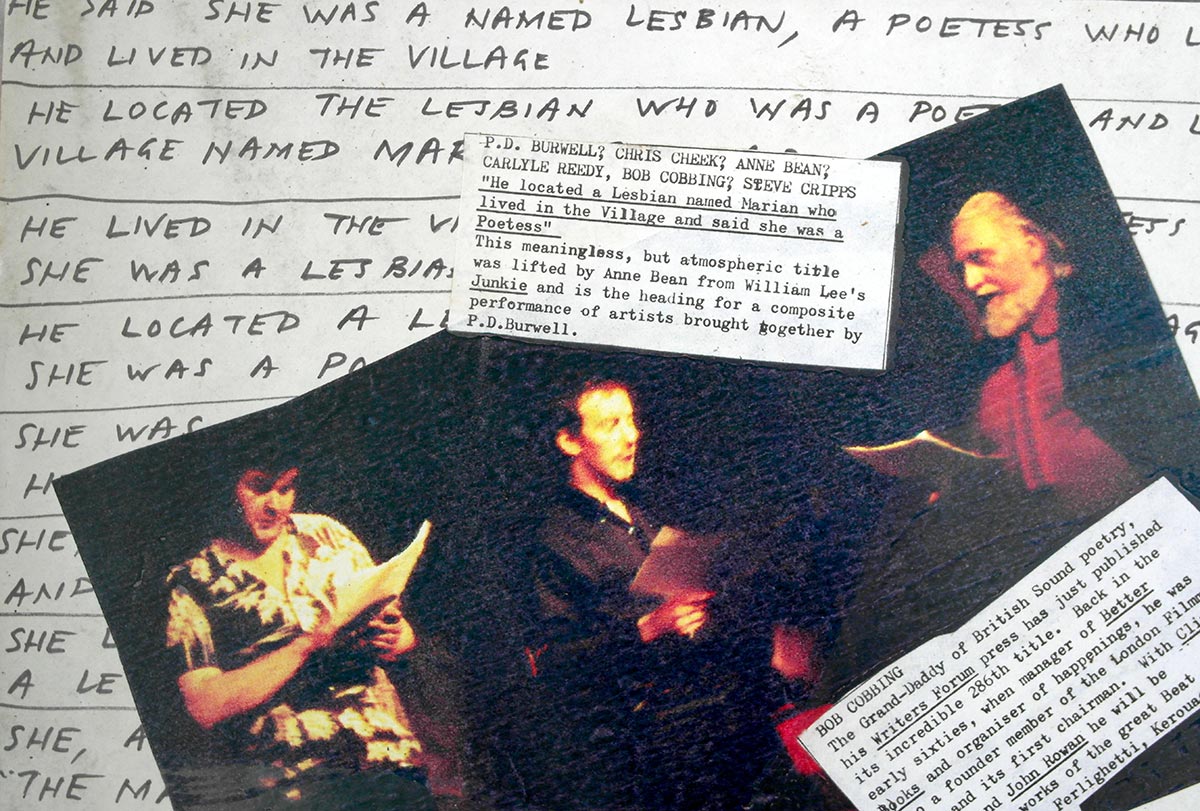 HE SAID SHE WAS A NAMED LESBIAN, A POETESS WHO
AND LIVED IN THE VILLAGE
HE LOCATED THE LESBIAN WHO WAS A AND
VILLAGE NAMED
HE LIVED IN THE
SHE WAS A
HE LOCATED A
SHE WAS A
SHE WAS
SHE
AND
SHE
A
SHE,
THE
P.D. BURWELL? CHRIS CHEEK? ANNE BEAN?
CARLYLE REEDY, BOB COBBING? STEVE CRIPPS
"He located a Lesbian named Marian who
lived in the Village and said she was a
Poetess"
This meaningless, but atmospheric title
was lifted by Anne Bean from William Lee's
Junkie and is the heading for a composite
performance of artists brought together by
P.D.Burwell.
BOB COBBING
The Grand-Daddy of British Sound poetry,
his Writers Forum press has just published
its incredible 286th title. Back in the
early sixties, when manager of Better
Books and organiser of happenings, he was
a founder member of the London Film
and its first chairman. With
John Rowan he will be
works of the great Beat
Ferlighetti,